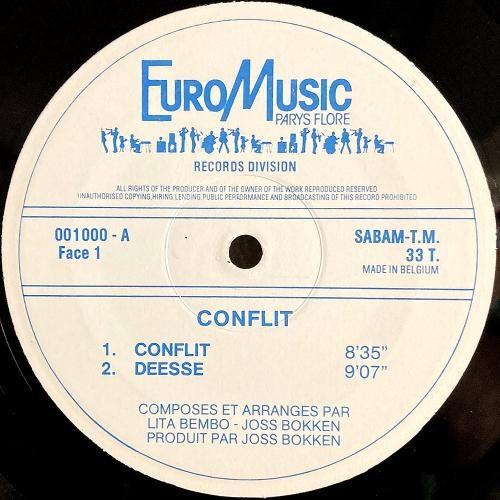 EUROMUSIC
PARYS FLORE
RECORDS DIVISION
ALL RIGHTS OF THE PRODUCER AND OF THE OWNER OF THE WORK REPRODUCED RESERVED
UNAUTHORISED COPYING,HIRING,LENDING,PUBLIC PERFORMANCE AND BROADCASTING OF THIS RECORD PROHIBITED
001000 - A
Face 1
SABAM-T.M.
33 T.
MADE IN BELGIUM
CONFLIT
1. CONFLIT 8'35"
2. DEESSE 9'07"
COMPOSES ET ARRANGES PAR
LITA BEMBO - JOSS BOKKEN
PRODUIT PAR JOSS BOKKEN